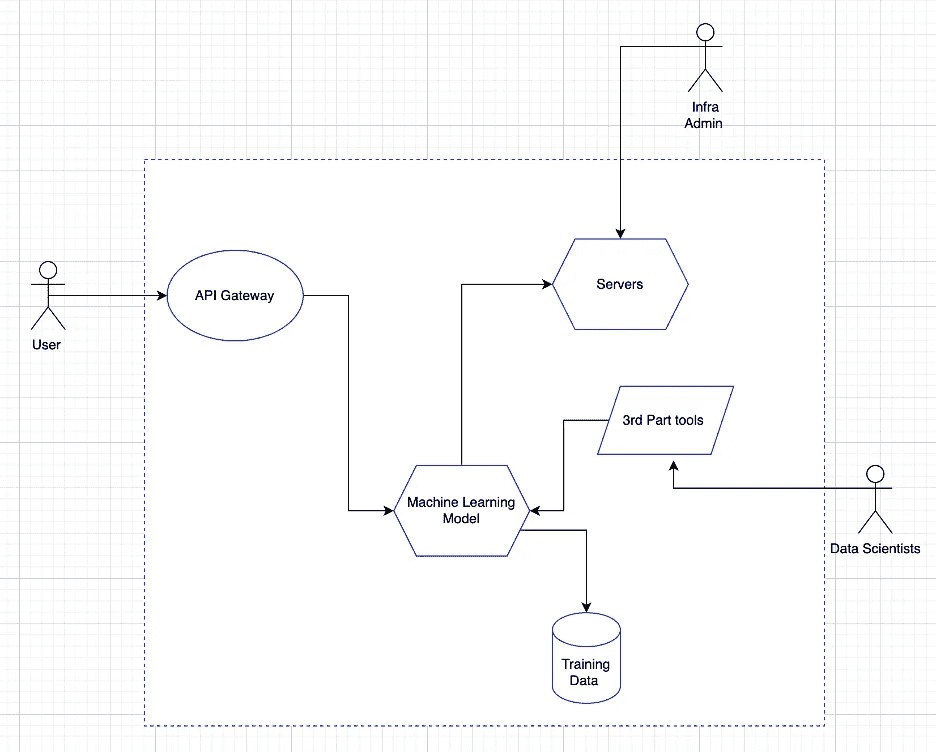 Infra
Admin
API Gateway
Servers
User
3rd Part tools
Machine Learning
Model
Data Scientists
Training
Data